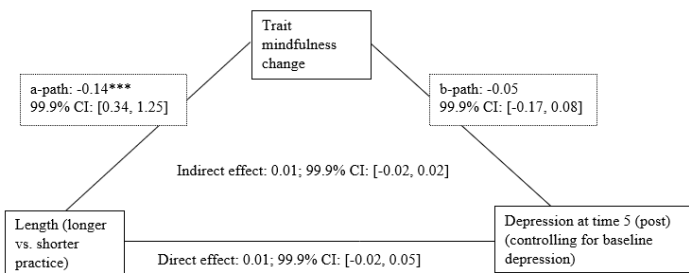 Trait
mindfulness
change
a-path: -0.14***
99.9% CI: [0.34, 1.25]
b-path: -0.05
99.9% CI: [-0.17, 0.08]
Indirect effect: 0.01; 99.9% CI: [-0.02, 0.02]
Length (longer
vs. shorter
practice)
Depression at time 5 (post)
(controlling for baseline
depression)
Direct effect: 0.01; 99.9% CI: [-0.02, 0.05]